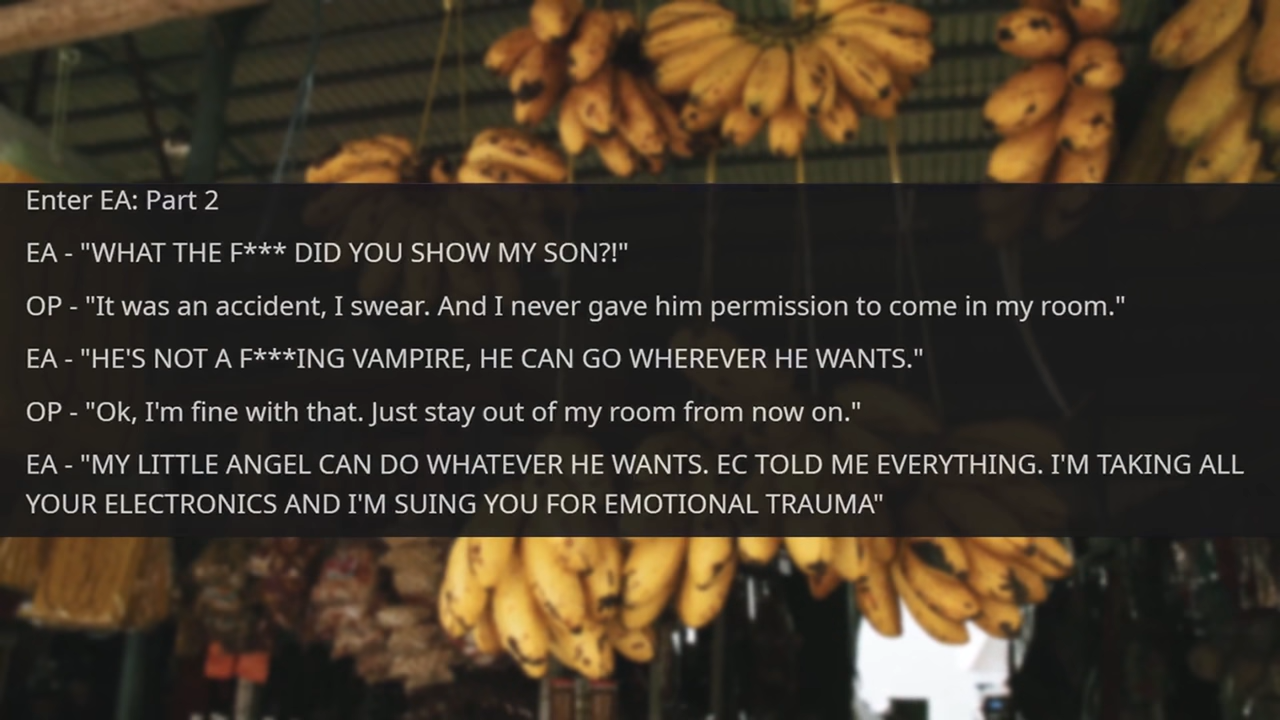 Enter EA: Part 2
EA - "WHAT THE F*** DID YOU SHOW MY SON?!"
OP - "It was an accident, I swear. And I never gave him permission to come in my room."
EA - "HE'S NOT A F***ING VAMPIRE, HE CAN GO WHEREVER HE WANTS."
OP - "Ok, I'm fine with that. Just stay out of my room from now on."
EA - "MY LITTLE ANGEL CAN DO WHATEVER HE WANTS. EC TOLD ME EVERYTHING. I'M TAKING ALL
YOUR ELECTRONICS AND I'M SUING YOU FOR EMOTIONAL TRAUMA"